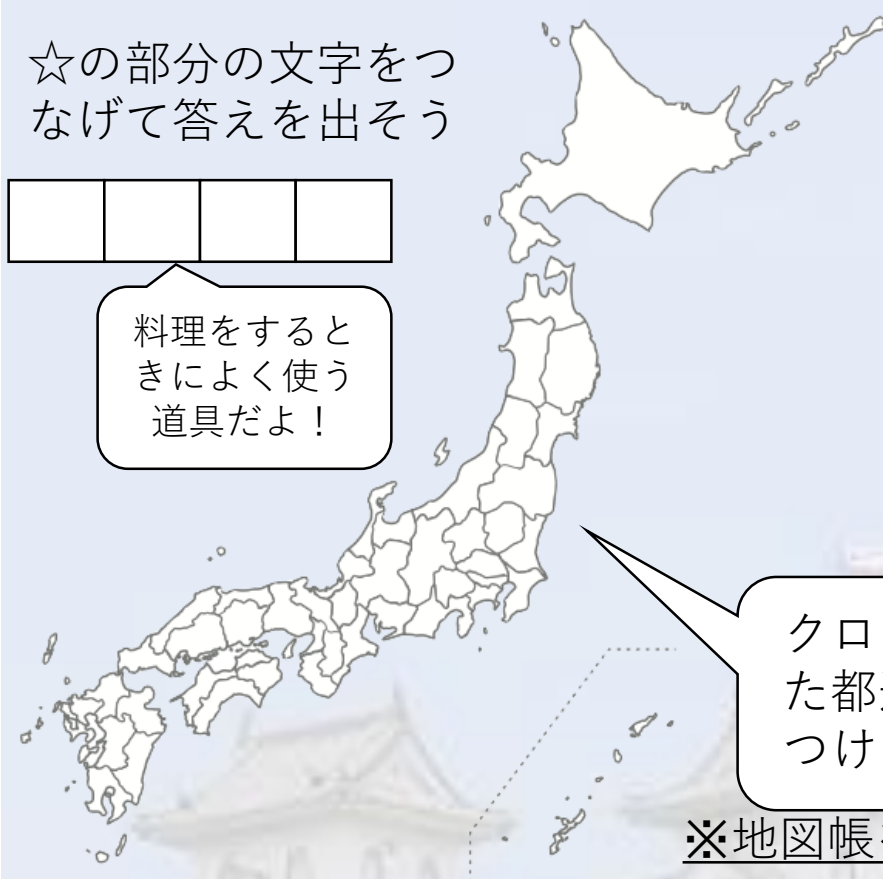 ☆の部分の文字をつ
なげて答えを出そう
料理をすると
きによく使う
道具だよ！
クロ
た都
つけ
※地図帳